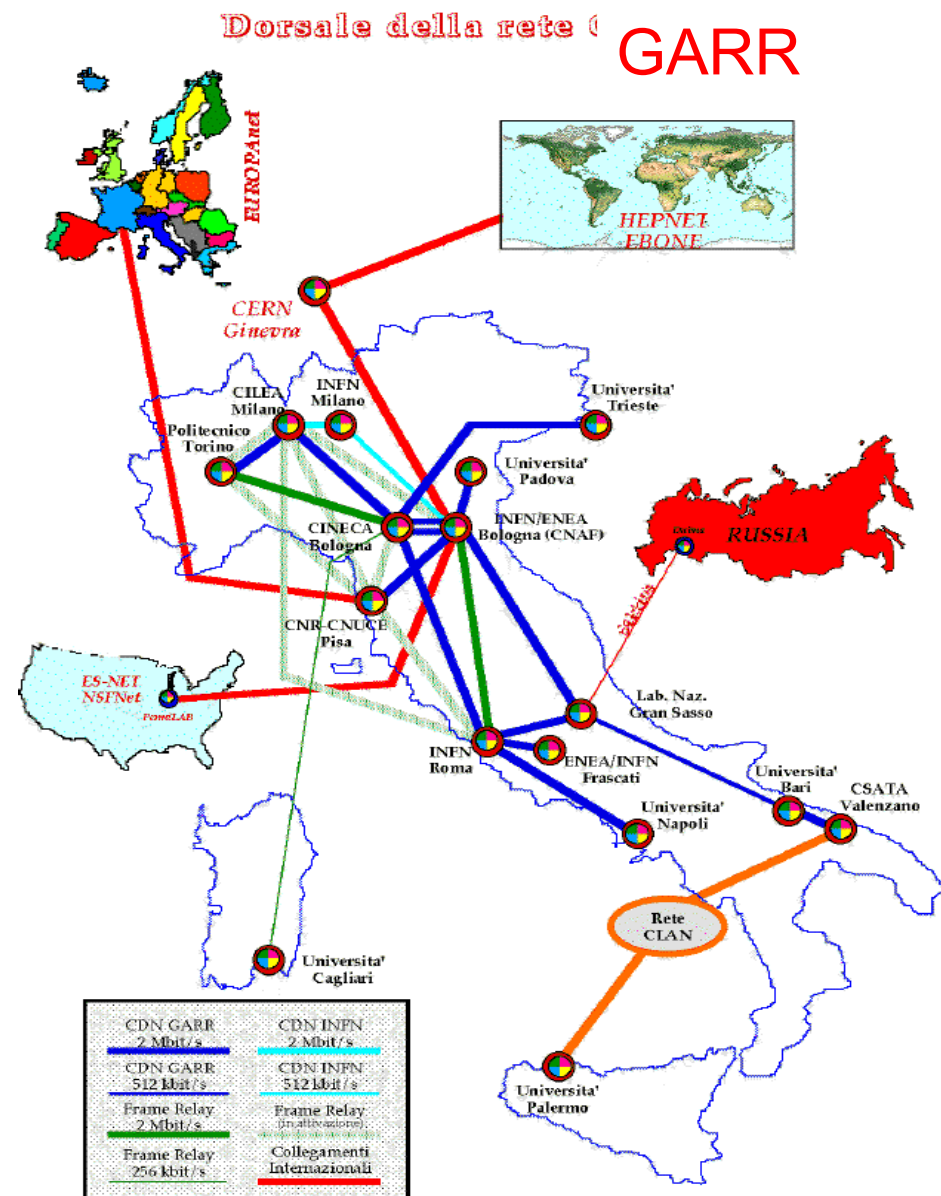 Dorsale della rete
GARR
EUROPAnet
HEPNET
EBONE
CERN
Ginevra
CILEA
Milano
INFN
Milano
Universita'
Trieste
Politecnico
Torino
Universita'
Padova
CINECA
Bologna
INFN/ENEA
Bologna (CNAF)
RUSSIA
CNR-CNUCE
Pisa
ES-NET
NSFNet
Lab. Naz.
Gran Sasso
INFN
Roma
ENEA/INFN
Frascati
Universita'
Bari
CSATA
Valenzano
Universita'
Napoli
Rete
CLAN
Universita'
Cagliari
Universita'
Palermo
CDN GARR
2 Mbit/s
CDN INFN
2 Mbit/s
CDN GARR
512 kbit/s
CDN INFN
512 kbit/s
Frame Relay
2 Mbit/s
Frame Relay
(in attivazione)
Frame Relay
256 kbit/s
Collegamenti
Internazionali